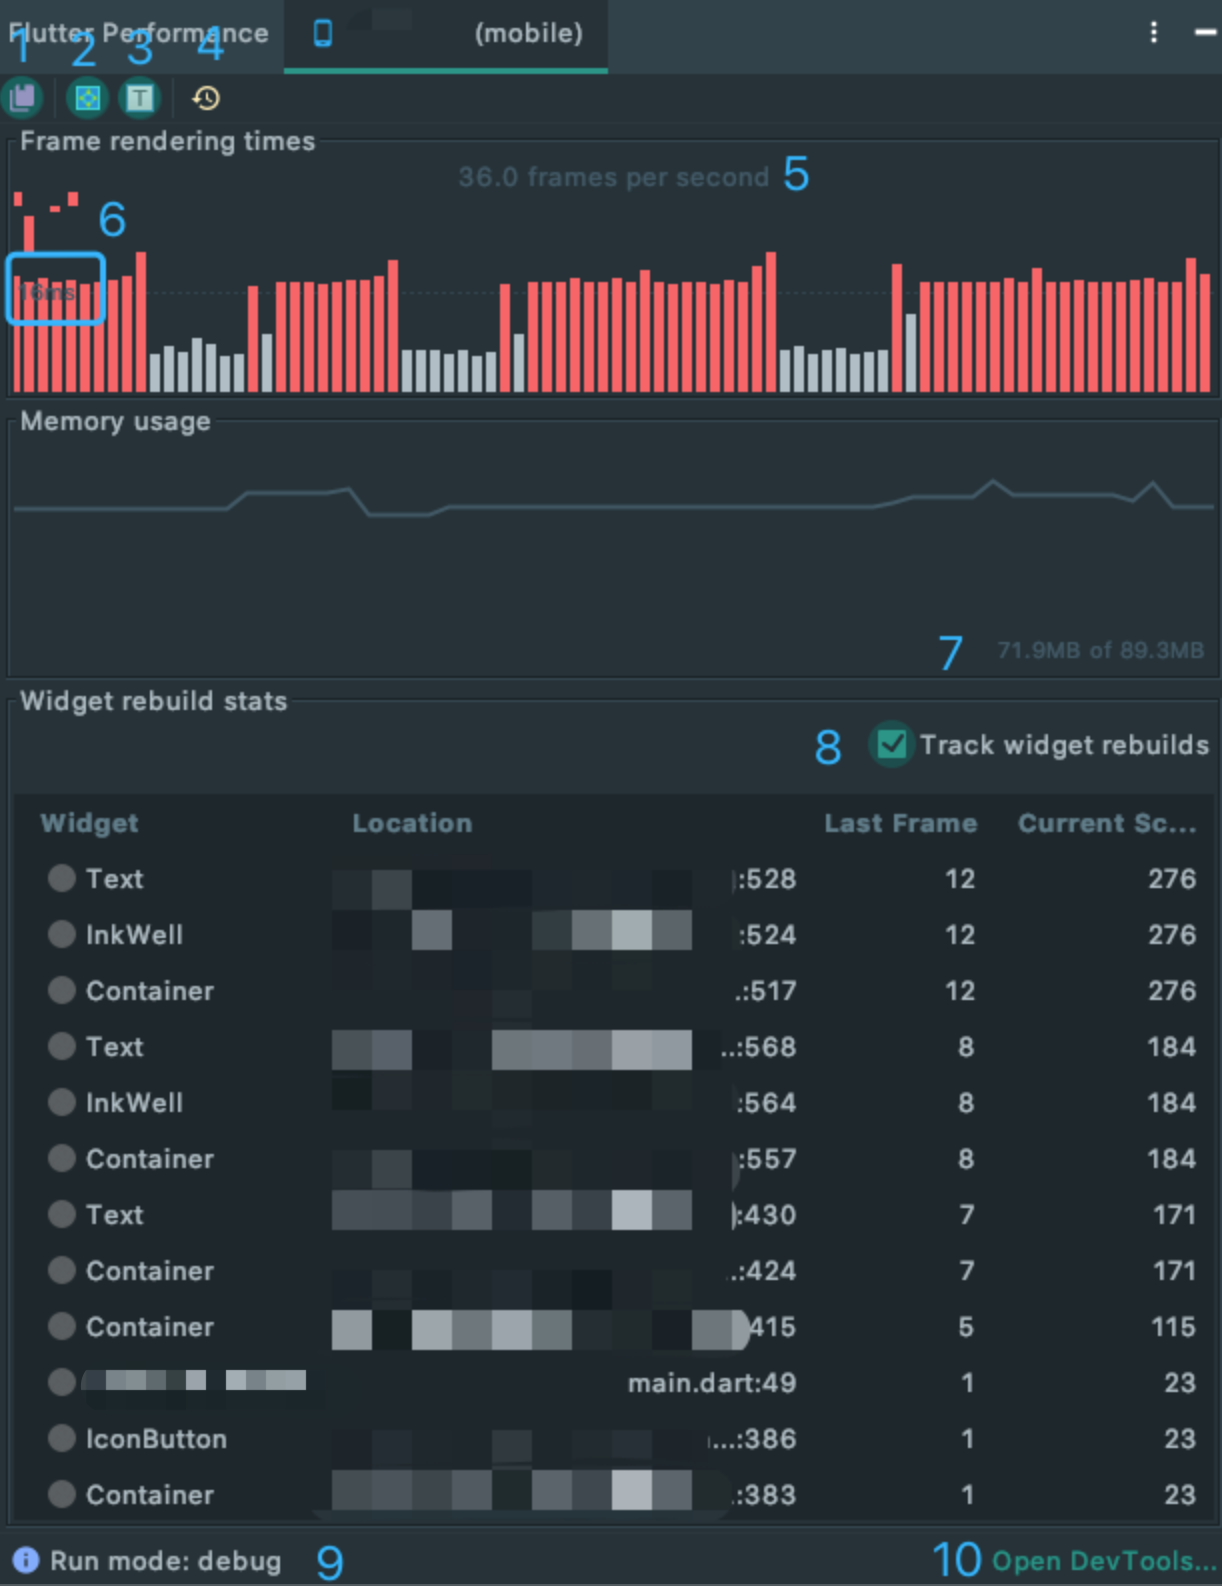 Flutter Performance (mobile)
1 2 3 4
T
Frame rendering times
36.0 frames per second 5
6
16ms
Memory usage
7 71.9MB of 89.3MB
Widget rebuild stats
8 Track widget rebuilds
Widget Location Last Frame Current Sc...
Text :528 12 276
InkWell :524 12 276
Container .:517 12 276
Text ..:568 8 184
InkWell :564 8 184
Container :557 8 184
Text :430 7 171
Container .:424 7 171
Container 415 5 115
main.dart:49 1 23
IconButton ...:386 1 23
Container .:383 1 23
Run mode: debug 9 10 Open DevTools...